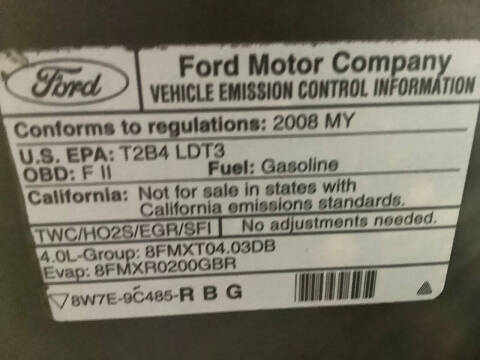 Ford
Ford Motor Company
VEHICLE EMISSION CONTROL INFORMATION
Conforms to regulations: 2008 MY
U.S. EPA: T2B4 LDT3
OBD: F II Fuel: Gasoline
California: Not for sale in states with
California emissions standards.
TWC/HO2S/EGR/SFI No adjustments needed.
4.0L-Group: 8FMXT04.03DB
Evap: 8FMXR0200GBR
8W7E-9C485-R B G